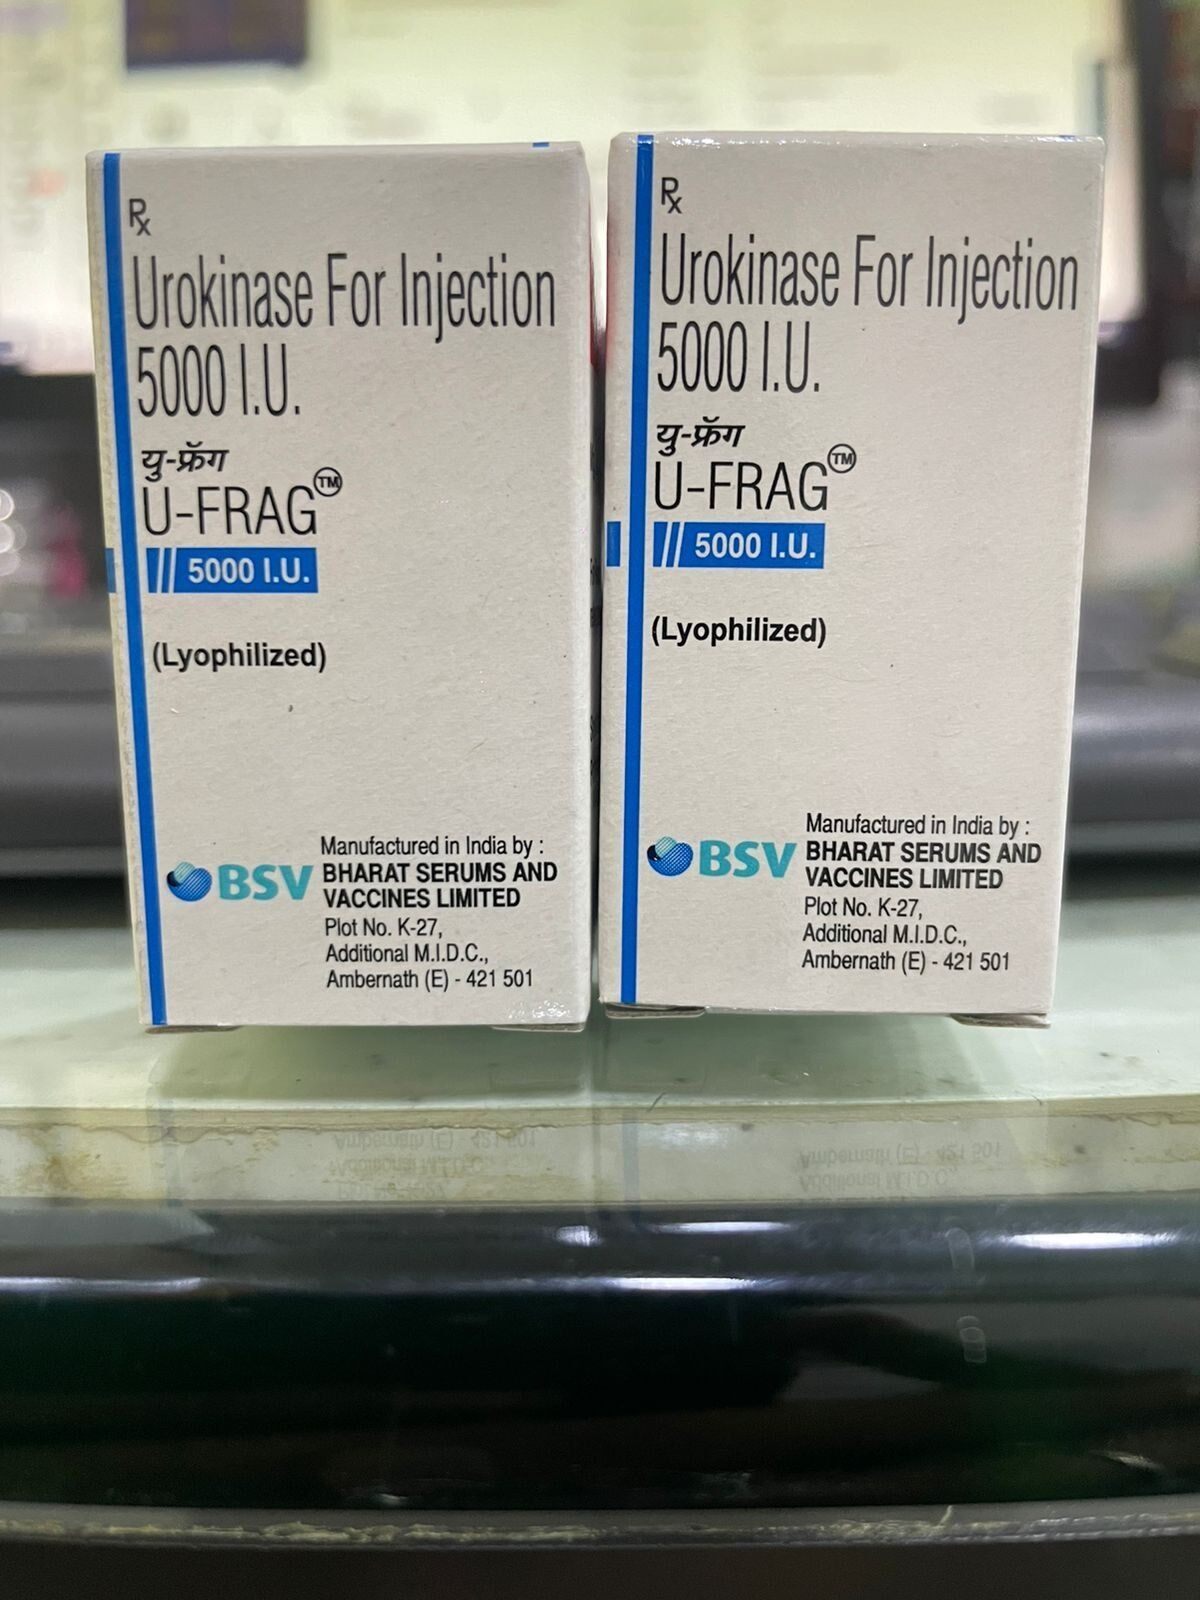 Rx
Urokinase For Injection
5000 I.U.
यु-फ्रॅग
U-FRAG™
5000 I.U.
(Lyophilized)
BSV
Manufactured in India by :
BHARAT SERUMS AND
VACCINES LIMITED
Plot No. K-27,
Additional M.I.D.C.,
Ambernath (E) - 421 501
Rx
Urokinase For Injection
5000 I.U.
यु-फ्रॅग
U-FRAG™
5000 I.U.
(Lyophilized)
BSV
Manufactured in India by :
BHARAT SERUMS AND
VACCINES LIMITED
Plot No. K-27,
Additional M.I.D.C.,
Ambernath (E) - 421 501